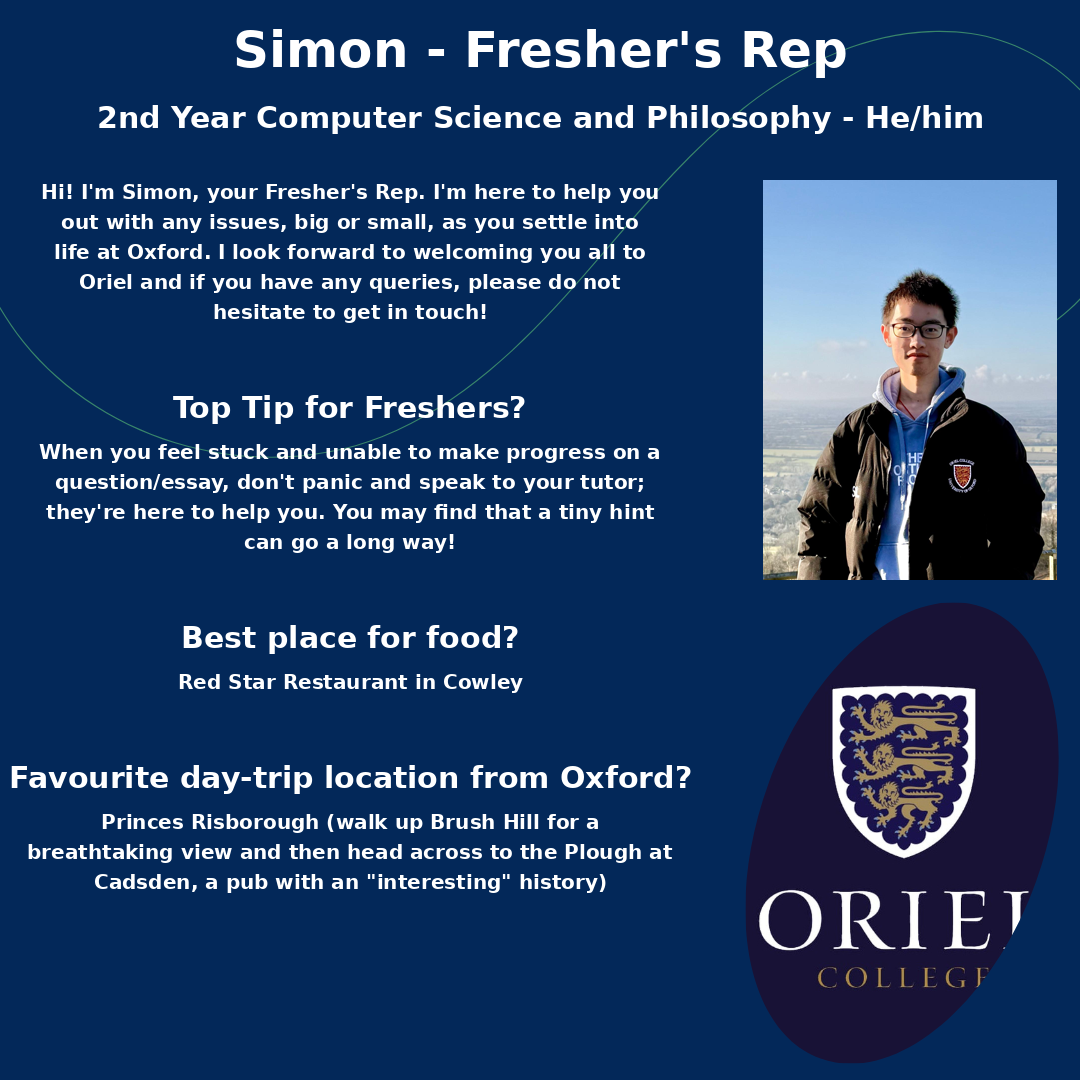 Simon - Fresher's Rep
2nd Year Computer Science and Philosophy - He/him
Hi! I'm Simon, your Fresher's Rep. I'm here to help you
out with any issues, big or small, as you settle into
life at Oxford. I look forward to welcoming you all to
Oriel and if you have any queries, please do not
hesitate to get in touch!
Top Tip for Freshers?
When you feel stuck and unable to make progress on a
question/essay, don't panic and speak to your tutor;
they're here to help you. You may find that a tiny hint
can go a long way!
Best place for food?
Red Star Restaurant in Cowley
Favourite day-trip location from Oxford?
Princes Risborough (walk up Brush Hill for a
breathtaking view and then head across to the Plough at
Cadsden, a pub with an "interesting" history)
ORIEL
COLLEGE